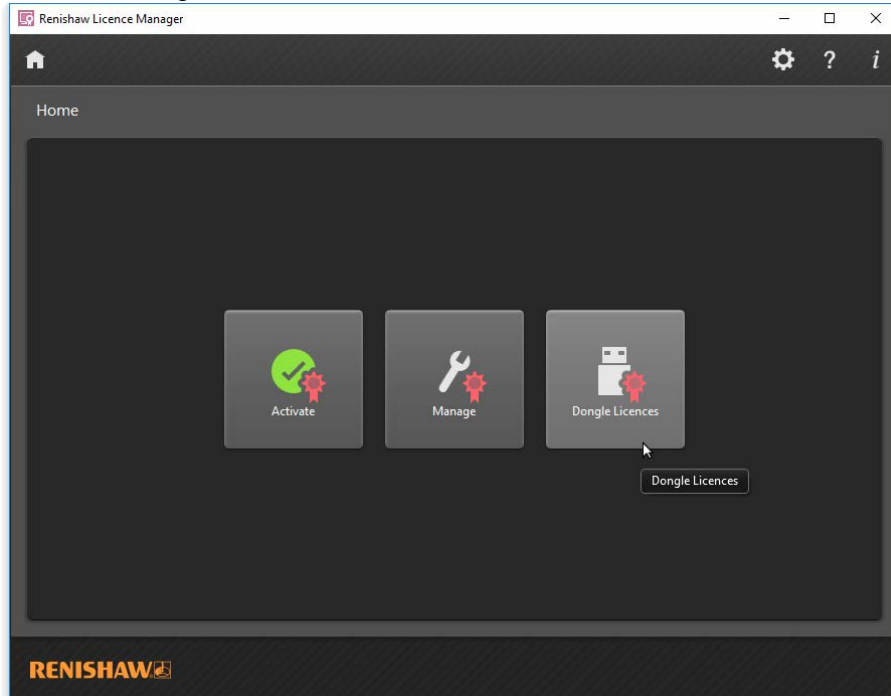 Renishaw Licence Manager
? i
Home
Activate
Manage
Dongle Licences
Dongle Licences
RENISHAW